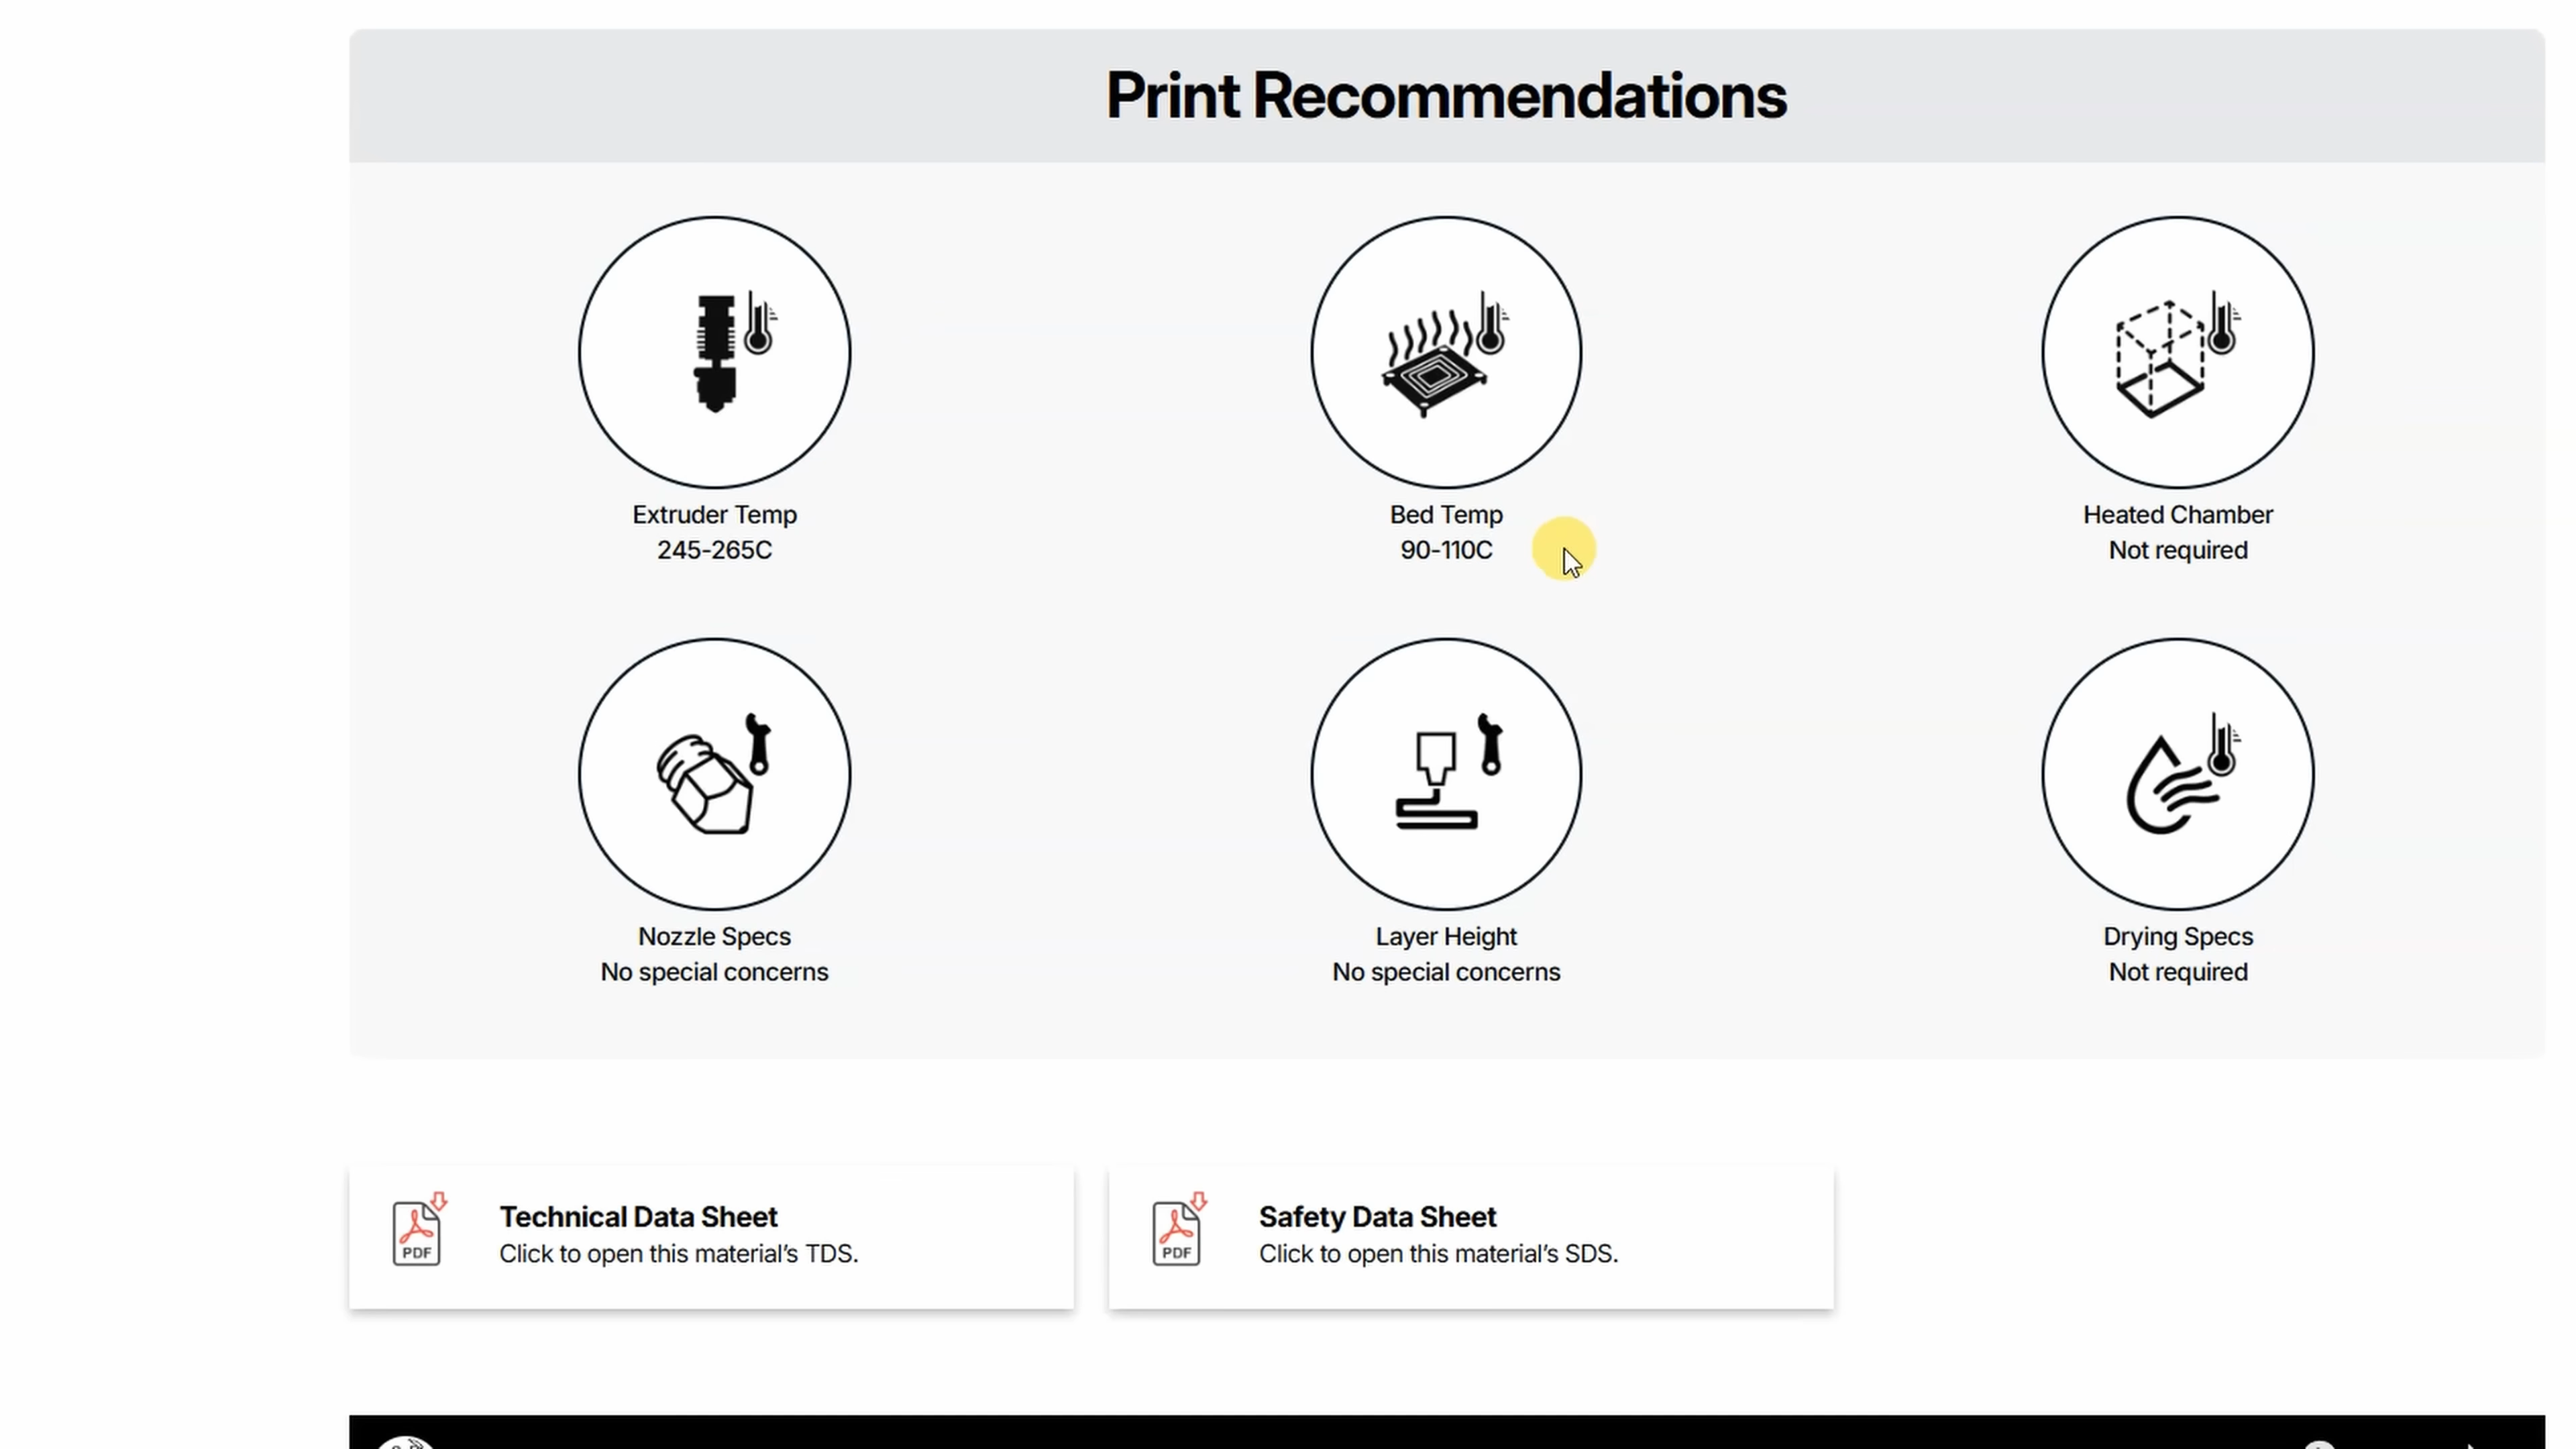 Print Recommendations
Extruder Temp
245-265C
Bed Temp
90-110C
Heated Chamber
Not required
Nozzle Specs
No special concerns
Layer Height
No special concerns
Drying Specs
Not required
PDF
Technical Data Sheet
Click to open this material’s TDS.
PDF
Safety Data Sheet
Click to open this material’s SDS.